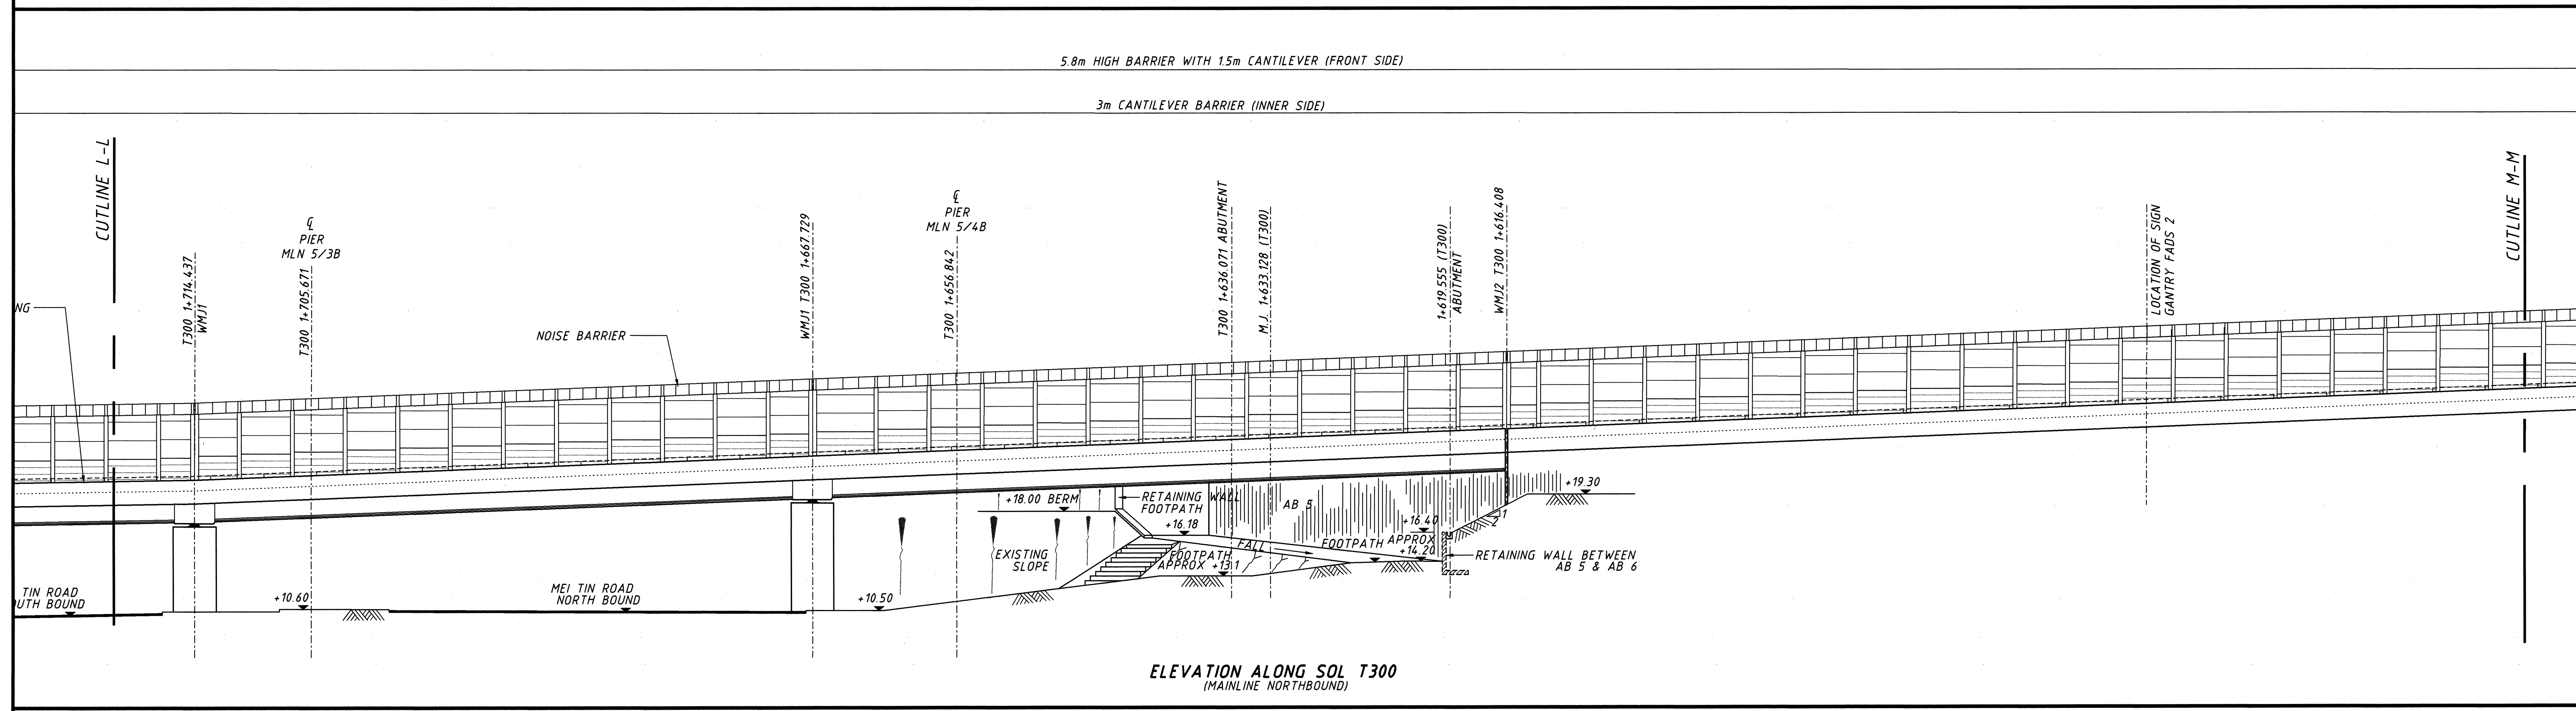 5.8m HIGH BARRIER WITH 1.5m CANTILEVER (FRONT SIDE)
3m CANTILEVER BARRIER (INNER SIDE)
CUTLINE L-L
NG
T300 1+714.437
WMJ1
℄
PIER
MLN 5/3B
T300 1+705.671
NOISE BARRIER
WMJ1 T300 1+667.729
℄
PIER
MLN 5/4B
T300 1+656.842
T300 1+636.071 ABUTMENT
M.J. 1+633.128 (T300)
1+619.555 (T300)
ABUTMENT
WMJ2 T300 1+616.408
LOCATION OF SIGN
GANTRY FADS 2
CUTLINE M-M
+18.00 BERM
RETAINING WALL
FOOTPATH
+16.18
AB 5
+19.30
+16.40
1
2
FALL
FOOTPATH APPROX
+14.20
EXISTING
SLOPE
FOOTPATH
APPROX +13.1
RETAINING WALL BETWEEN
AB 5 & AB 6
TIN ROAD
OUTH BOUND
+10.60
MEI TIN ROAD
NORTH BOUND
+10.50
ELEVATION ALONG SOL T300
(MAINLINE NORTHBOUND)